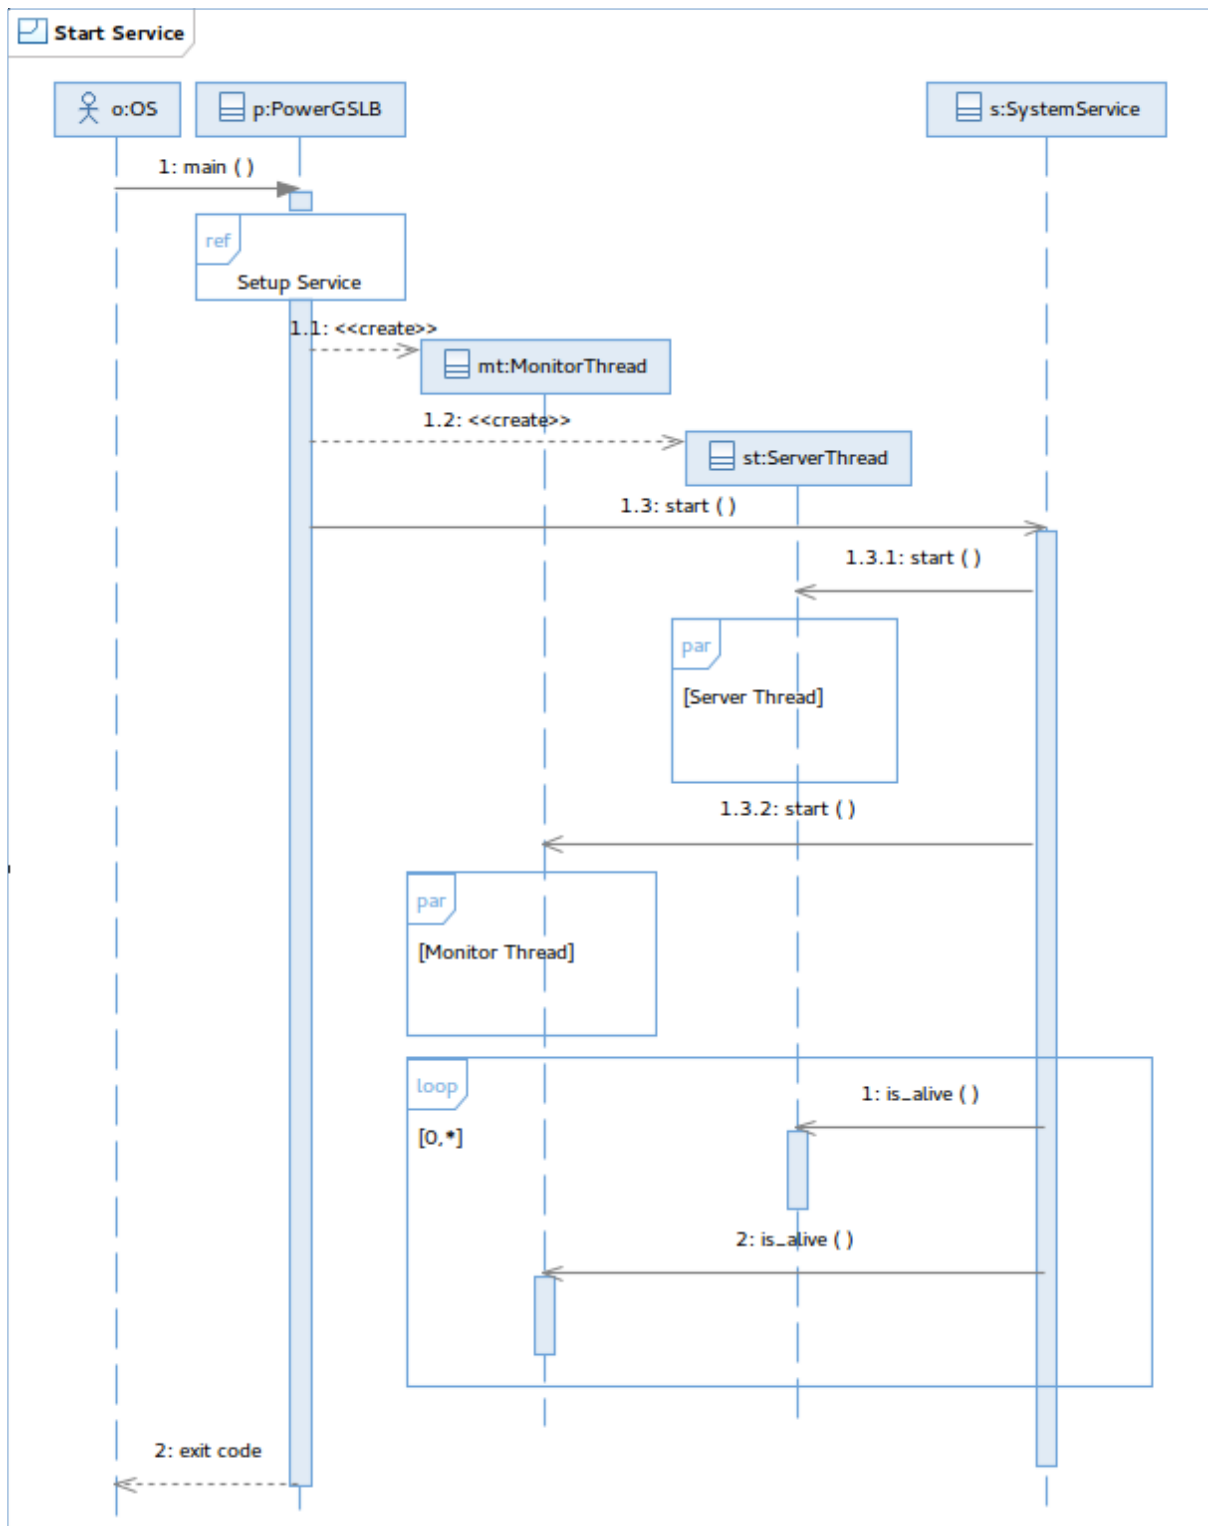 Start Service
o:OS
p:PowerGSLB
s:SystemService
1: main ( )
ref
Setup Service
1.1: <<create>>
mt:MonitorThread
1.2: <<create>>
st:ServerThread
1.3: start ( )
1.3.1: start ( )
par
[Server Thread]
1.3.2: start ( )
par
[Monitor Thread]
loop
1: is_alive ( )
[0,*]
2: is_alive ( )
2: exit code